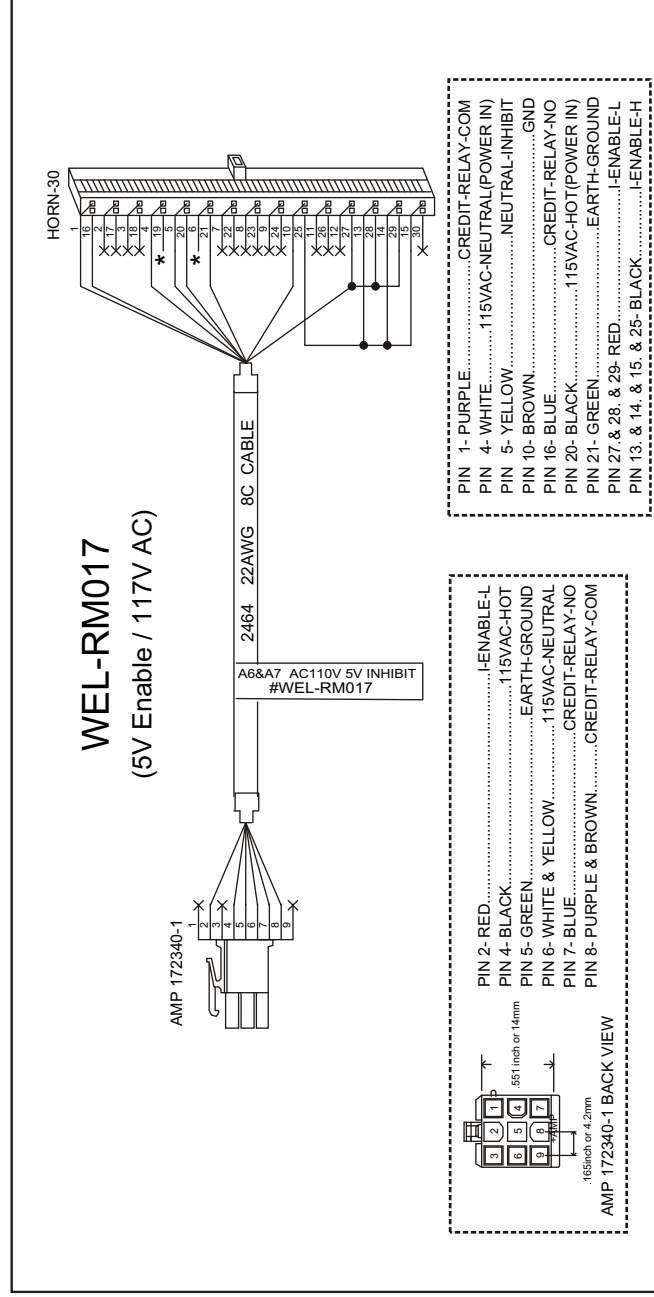 WEL-RM017
(5V Enable / 117V AC)
AMP 172340-1
1
2
3
4
5
6
7
8
9
A6&A7 AC110V 5V INHIBIT
#WEL-RM017
2464 22AWG 8C CABLE
HORN-30
1
16
2
17
3
18
4
19
*
5
20
6
*
21
7
22
8
23
9
24
10
25
11
26
12
27
13
28
14
29
15
30
3 2 1
6 5 4
9 8 7
+AMP
.551 inch or 14mm
.165inch or 4.2mm
AMP 172340-1 BACK VIEW
PIN 2- RED..............................I-ENABLE-L
PIN 4- BLACK..............................115VAC-HOT
PIN 5- GREEN..............................EARTH-GROUND
PIN 6- WHITE & YELLOW..........115VAC-NEUTRAL
PIN 7- BLUE..............................CREDIT-RELAY-NO
PIN 8- PURPLE & BROWN.........CREDIT-RELAY-COM
PIN 1- PURPLE....................CREDIT-RELAY-COM
PIN 4- WHITE..........115VAC-NEUTRAL(POWER IN)
PIN 5- YELLOW....................NEUTRAL-INHIBIT
PIN 10- BROWN..............................GND
PIN 16- BLUE....................CREDIT-RELAY-NO
PIN 20- BLACK....................115VAC-HOT(POWER IN)
PIN 21- GREEN....................EARTH-GROUND
PIN 27.& 28. & 29- RED....................I-ENABLE-L
PIN 13. & 14. & 15. & 25- BLACK..........I-ENABLE-H